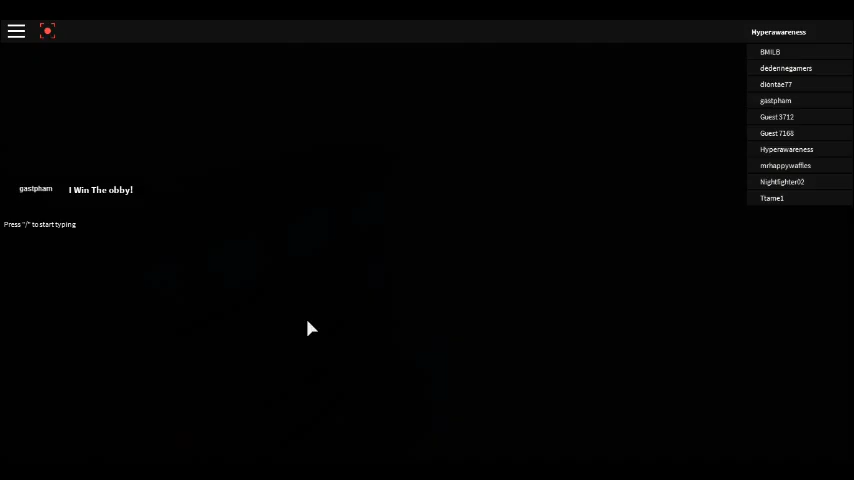 Hyperawareness
BMILB
dedennegamers
diontae77
gastpham
Guest 3712
Guest 7168
Hyperawareness
mrhappywaffles
Nightfighter02
Ttame1
gastpham I Win The obby!
Press "/" to start typing